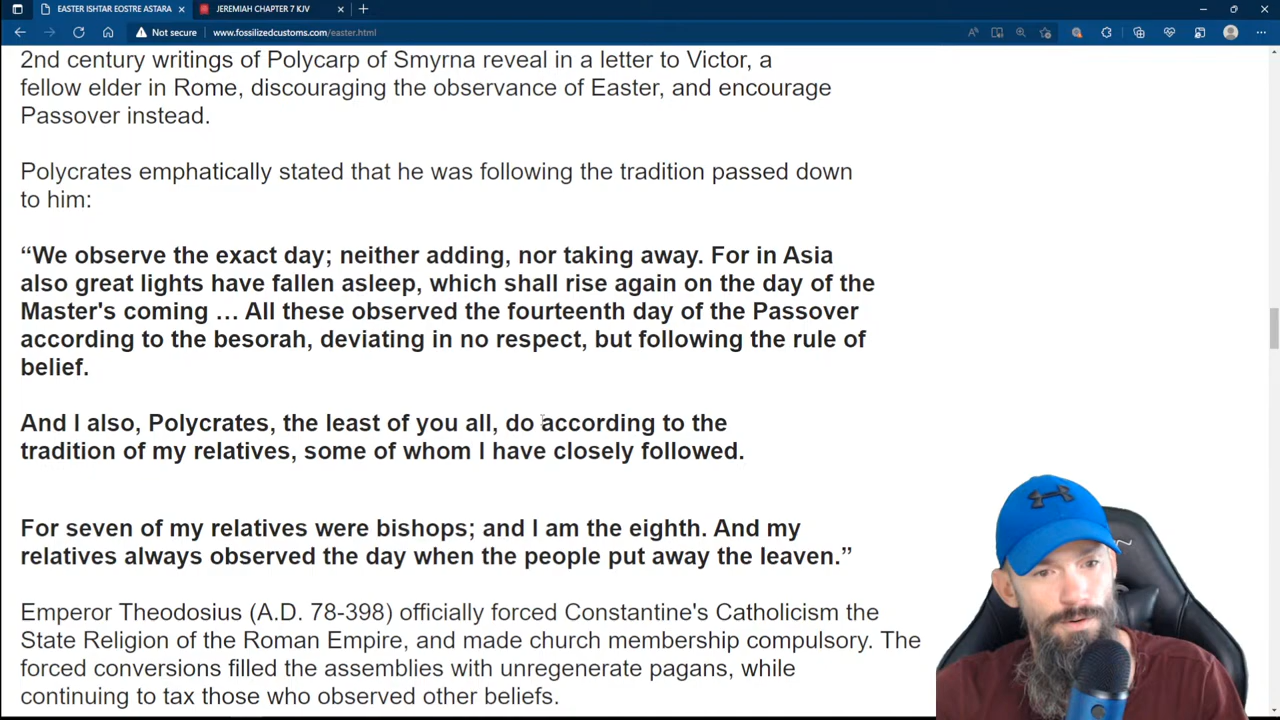 EASTER ISHTAR EOSTRE ASTARA
JEREMIAH CHAPTER 7 KJV
Not secure
www.fossilizedcustoms.com/easter.html
2nd century writings of Polycarp of Smyrna reveal in a letter to Victor, a
fellow elder in Rome, discouraging the observance of Easter, and encourage
Passover instead.
Polycrates emphatically stated that he was following the tradition passed down
to him:
“We observe the exact day; neither adding, nor taking away. For in Asia
also great lights have fallen asleep, which shall rise again on the day of the
Master's coming … All these observed the fourteenth day of the Passover
according to the besorah, deviating in no respect, but following the rule of
belief.
And I also, Polycrates, the least of you all, do according to the
tradition of my relatives, some of whom I have closely followed.
For seven of my relatives were bishops; and I am the eighth. And my
relatives always observed the day when the people put away the leaven.”
Emperor Theodosius (A.D. 78-398) officially forced Constantine's Catholicism the
State Religion of the Roman Empire, and made church membership compulsory. The
forced conversions filled the assemblies with unregenerate pagans, while
continuing to tax those who observed other beliefs.